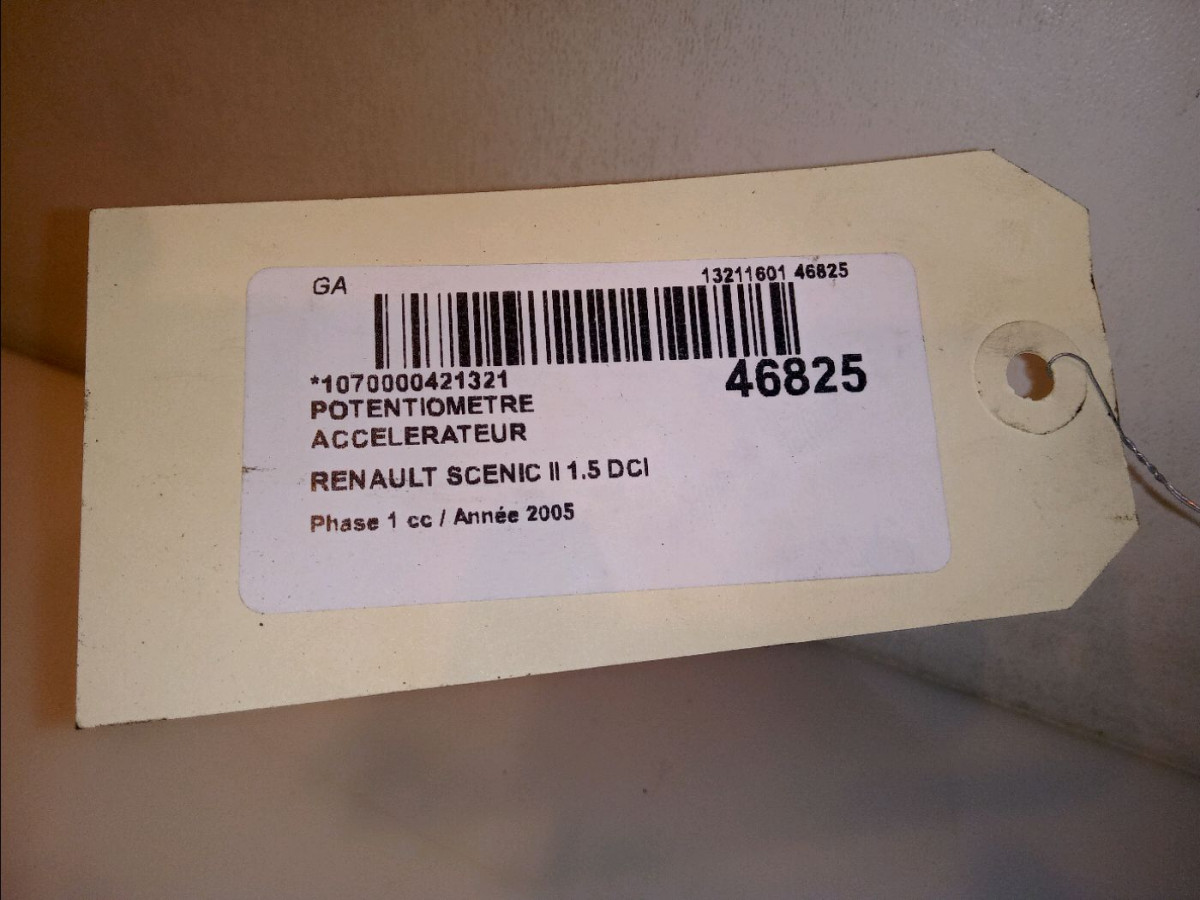 GA 13211601 46825
*1070000421321 46825
POTENTIOMETRE
ACCELERATEUR
RENAULT SCENIC II 1.5 DCI
Phase 1 cc / Année 2005